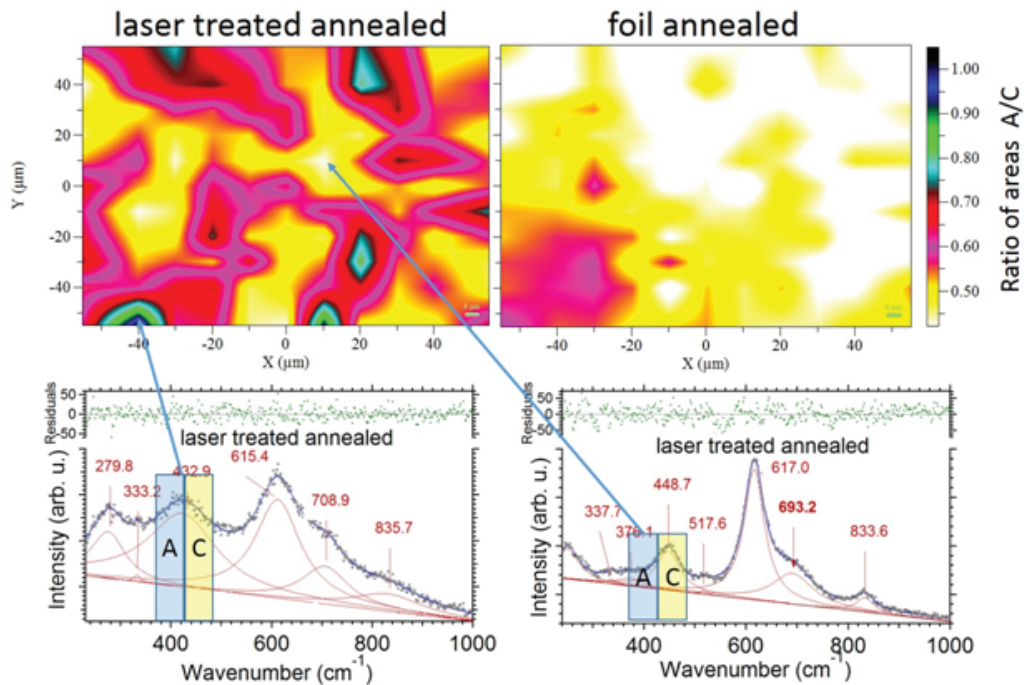 laser treated annealed
foil annealed
Y (µm)
40
20
0
-20
-40
-40
-20
0
20
40
X (µm)
-40
-20
0
20
40
X (µm)
1.00
0.90
0.80
0.70
0.60
0.50
Ratio of areas A/C
Residuals
50
0
-50
laser treated annealed
Intensity (arb. u.)
279.8
333.2
432.9
615.4
708.9
835.7
A
C
400
600
800
1000
Wavenumber (cm-1)
Residuals
50
0
-50
laser treated annealed
Intensity (arb. u.)
337.7
376.1
448.7
517.6
617.0
693.2
833.6
A
C
400
600
800
1000
Wavenumber (cm-1)